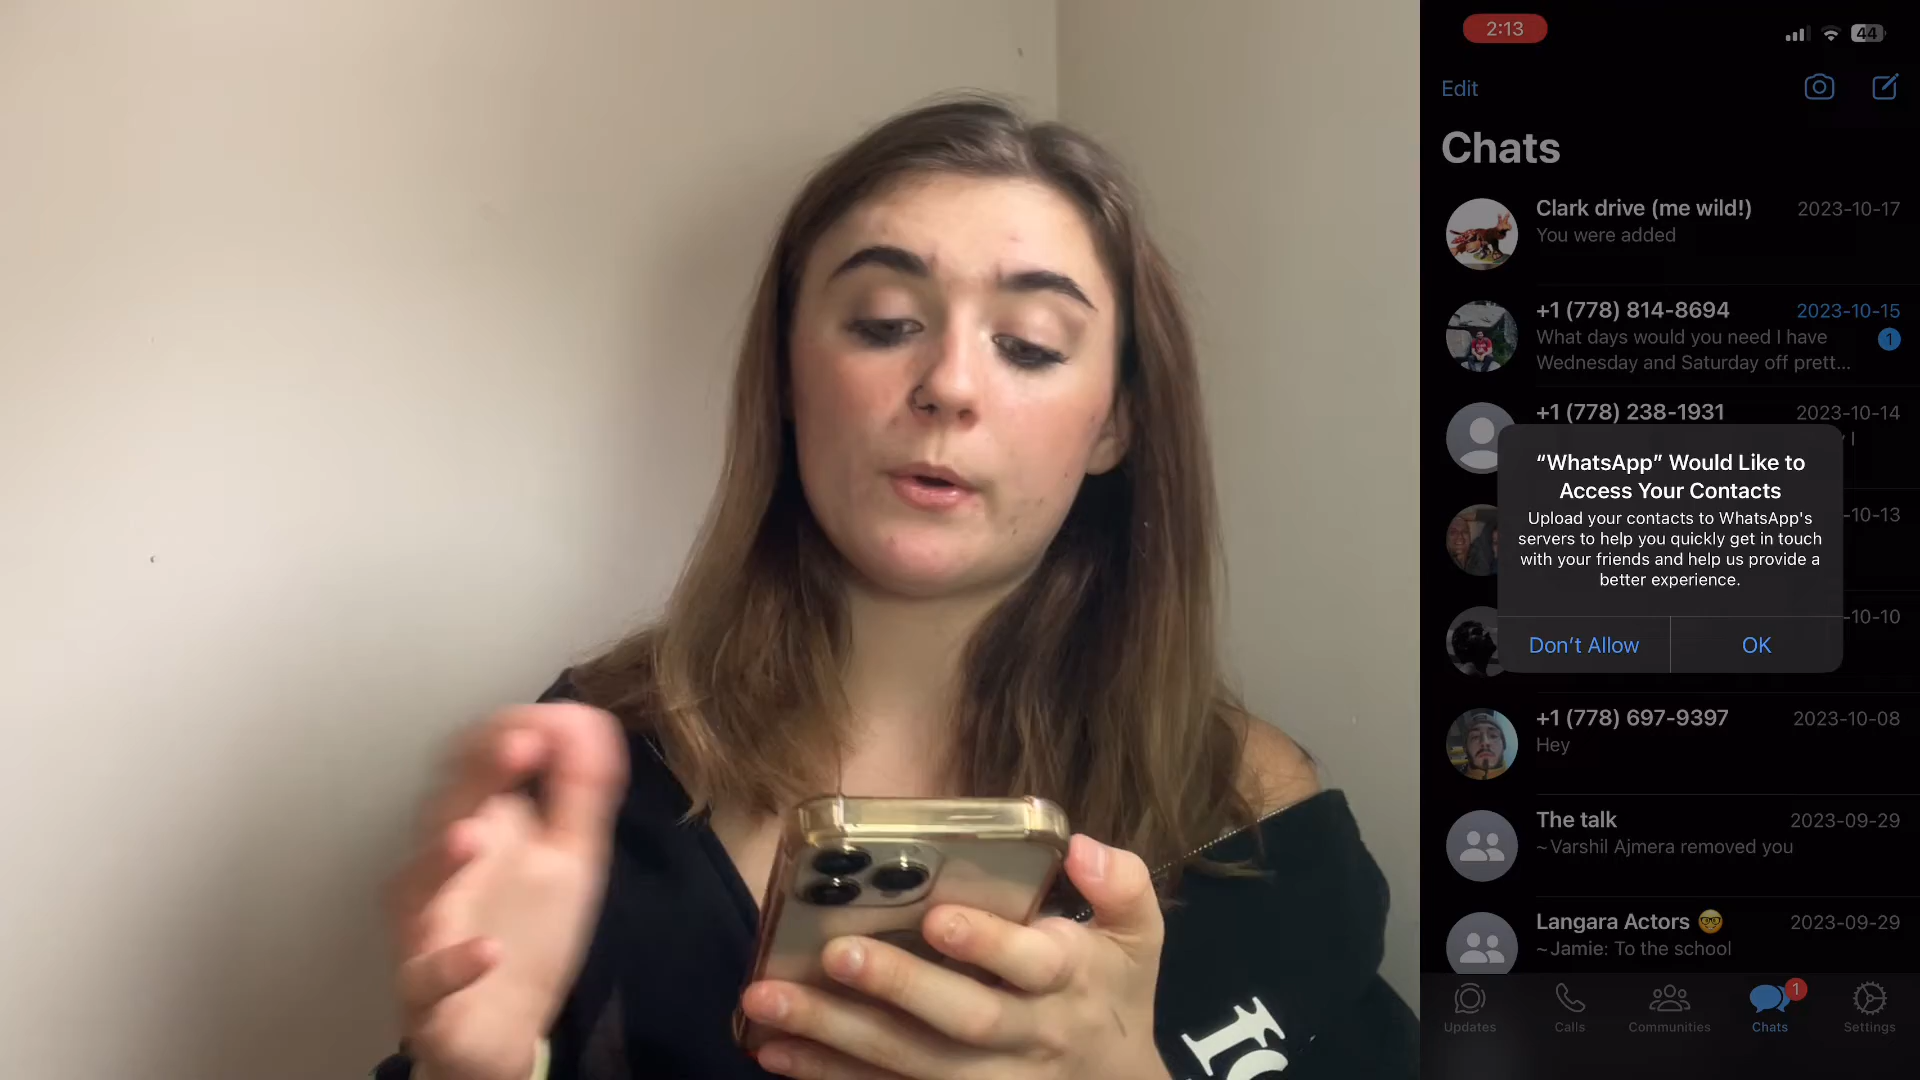 2:13
44
Edit
Chats
Clark drive (me wild!) 2023-10-17
You were added
+1 (778) 814-8694 2023-10-15
What days would you need I have 1
Wednesday and Saturday off prett...
+1 (778) 238-1931 2023-10-14
“WhatsApp” Would Like to
Access Your Contacts
Upload your contacts to WhatsApp's
servers to help you quickly get in touch
with your friends and help us provide a
better experience.
Don’t Allow OK
-10-13
-10-10
+1 (778) 697-9397 2023-10-08
Hey
The talk 2023-09-29
~Varshil Ajmera removed you
Langara Actors 🤓 2023-09-29
~Jamie: To the school
1
Updates Calls Communities Chats Settings